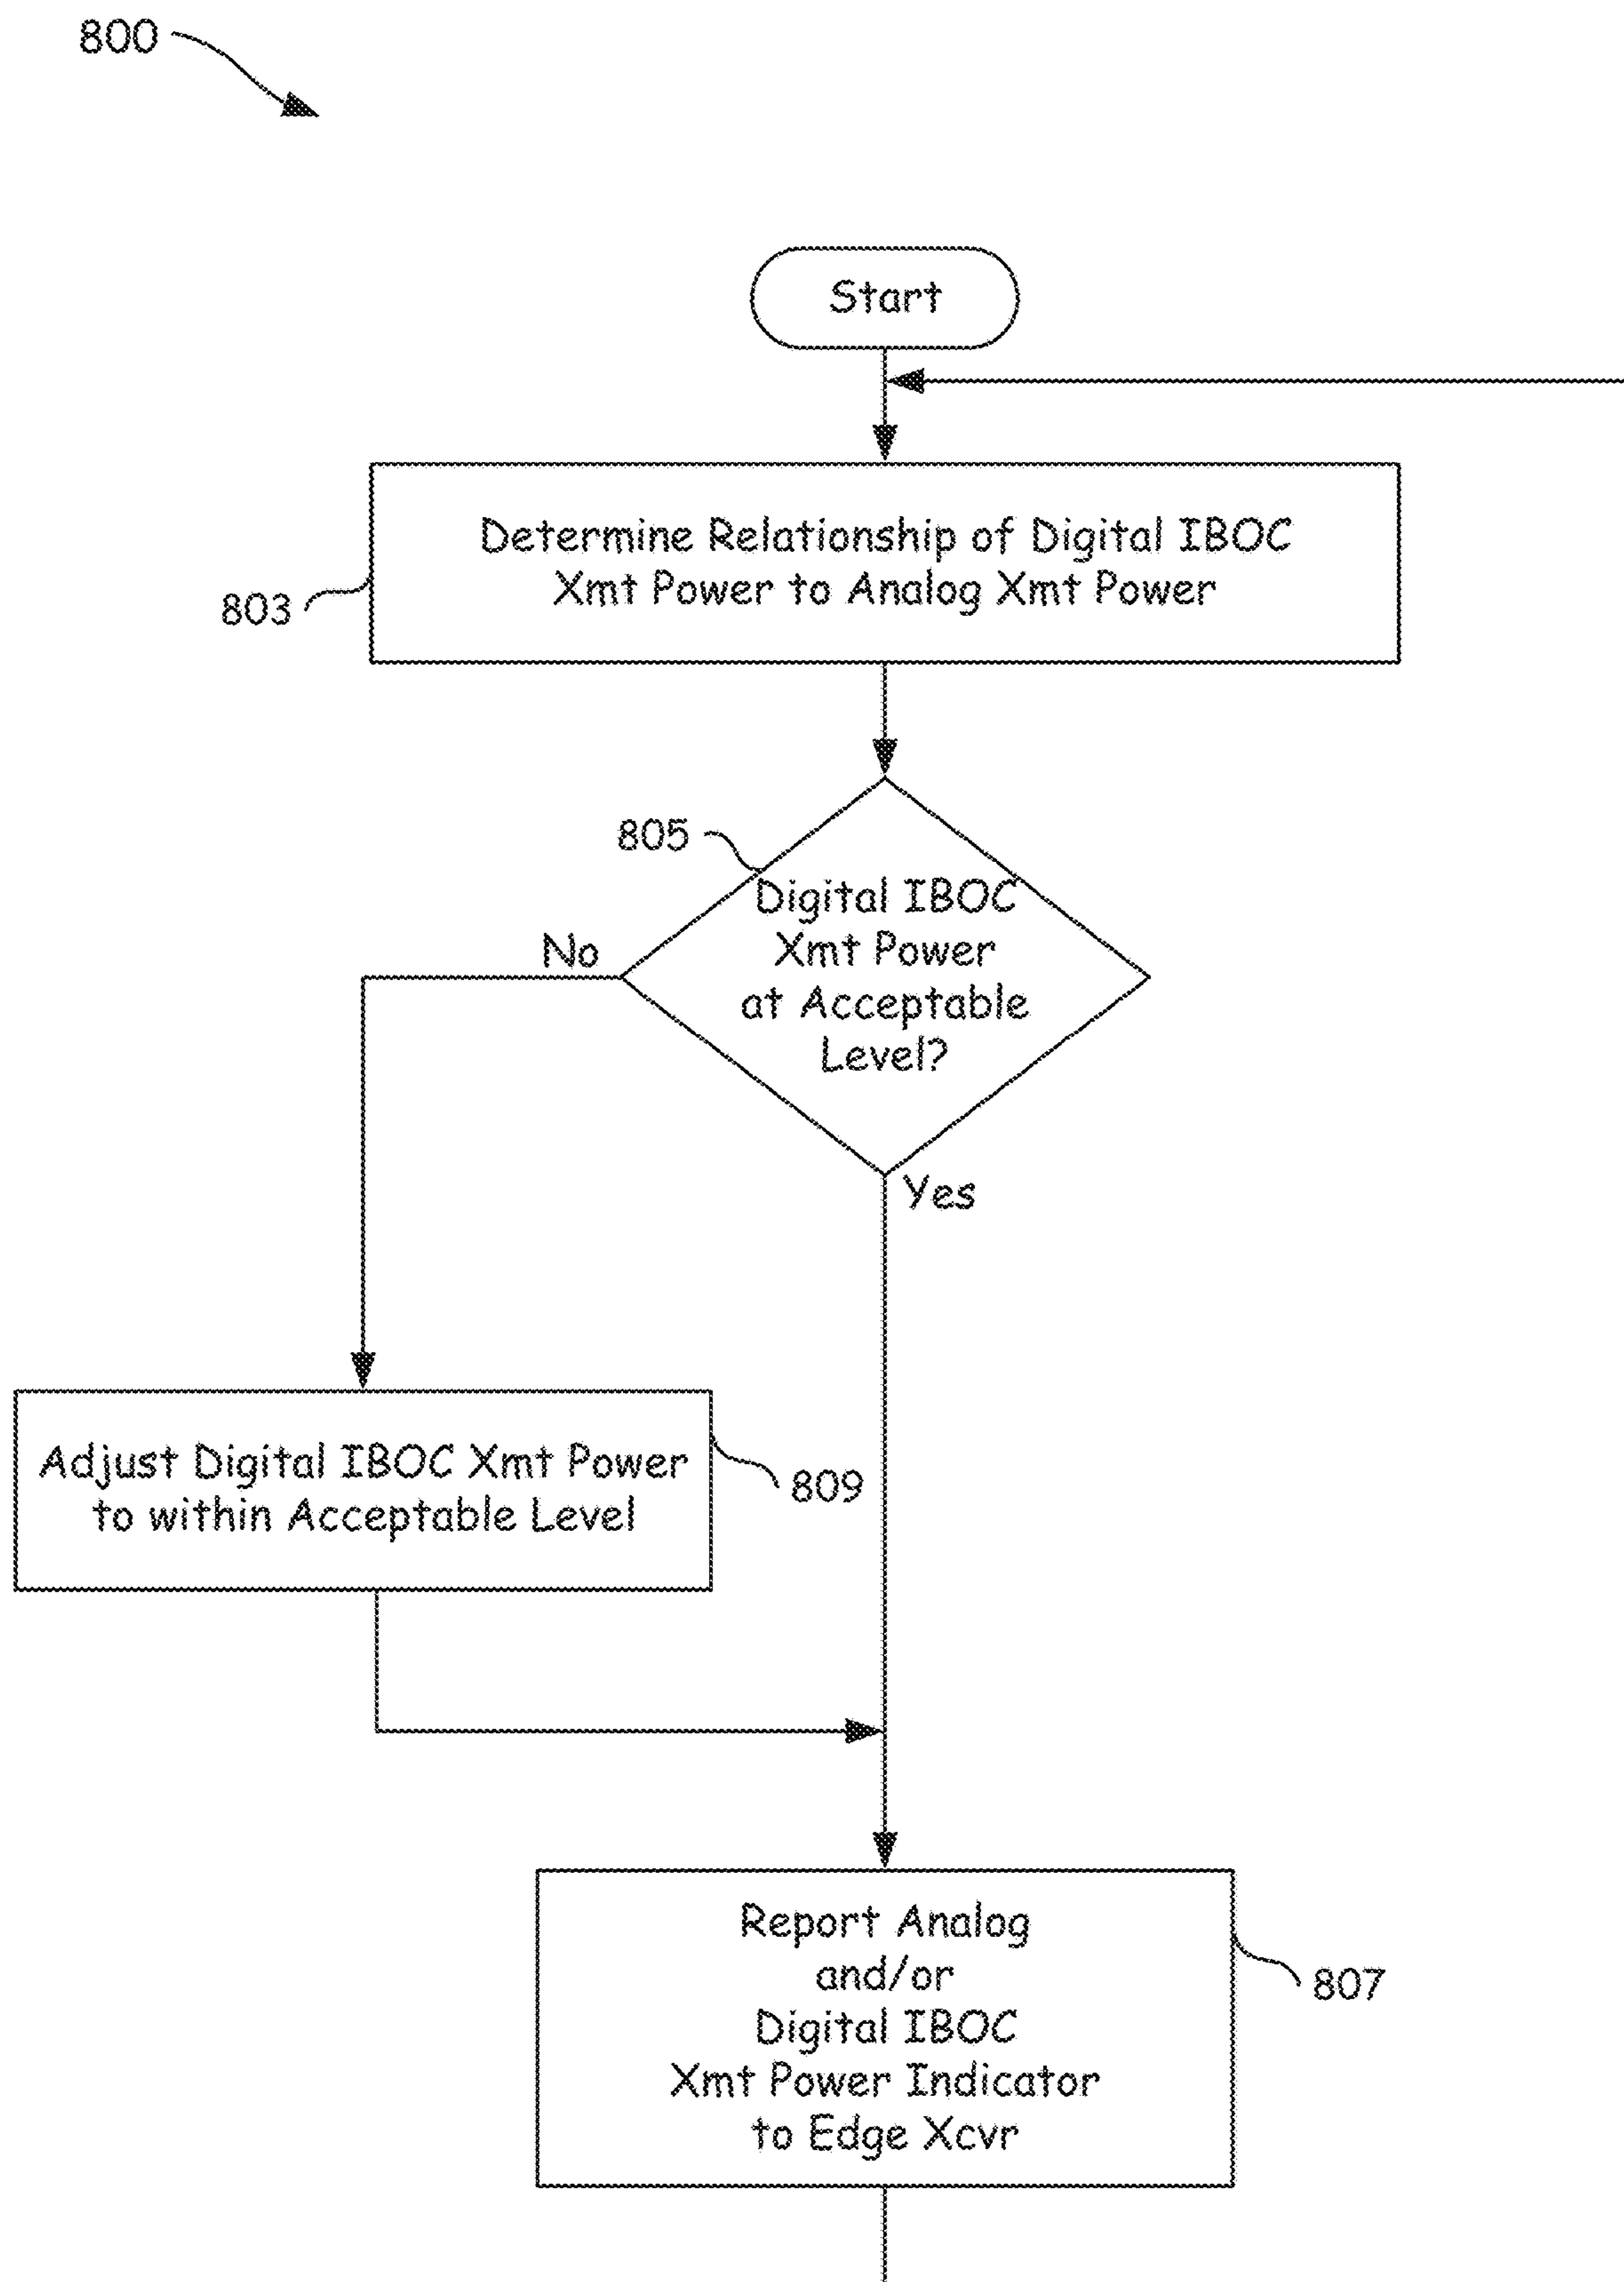 800
Start
Determine Relationship of Digital IBOC
Xmt Power to Analog Xmt Power
803
805
Digital IBOC
Xmt Power
at Acceptable
Level?
No
Yes
Adjust Digital IBOC Xmt Power
to within Acceptable Level
809
Report Analog
and/or
Digital IBOC
Xmt Power Indicator
to Edge Xcvr
807